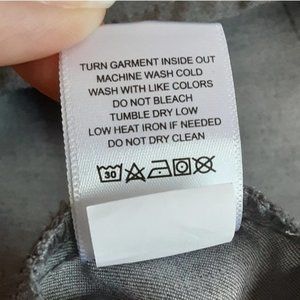 TURN GARMENT INSIDE OUT
MACHINE WASH COLD
WASH WITH LIKE COLORS
DO NOT BLEACH
TUMBLE DRY LOW
LOW HEAT IRON IF NEEDED
DO NOT DRY CLEAN
30